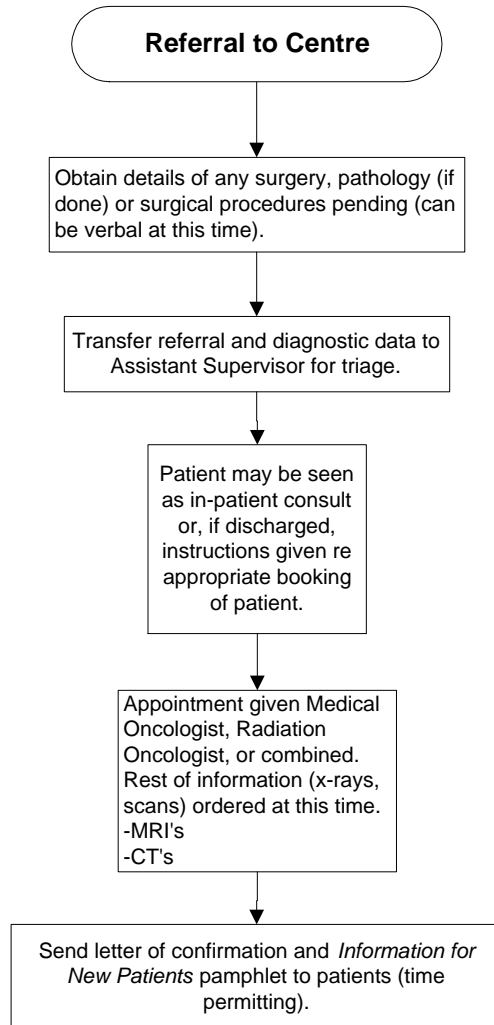 Referral to Centre
Obtain details of any surgery, pathology (if
done) or surgical procedures pending (can
be verbal at this time).
Transfer referral and diagnostic data to
Assistant Supervisor for triage.
Patient may be seen
as in-patient consult
or, if discharged,
instructions given re
appropriate booking
of patient.
Appointment given Medical
Oncologist, Radiation
Oncologist, or combined.
Rest of information (x-rays,
scans) ordered at this time.
-MRI's
-CT's
Send letter of confirmation and Information for
New Patients pamphlet to patients (time
permitting).